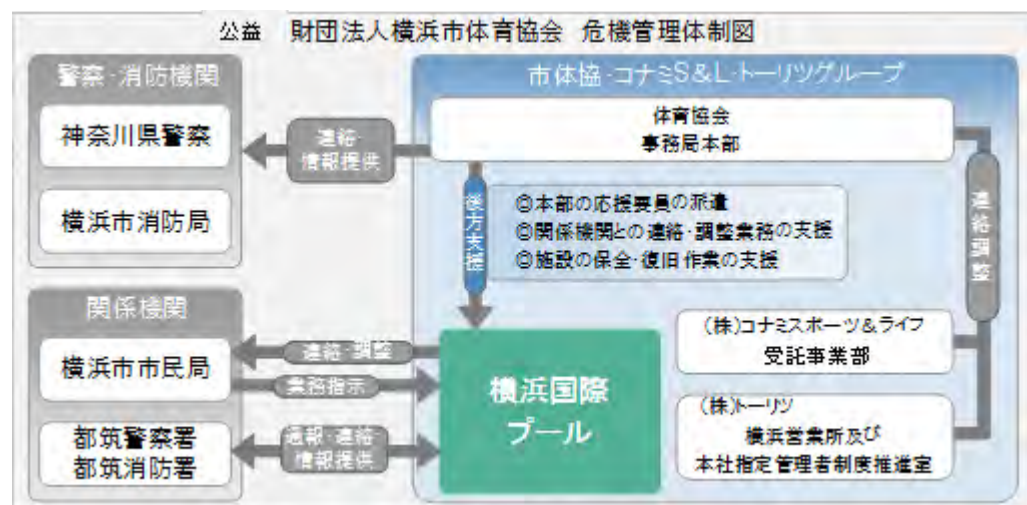 公益 財団法人横浜市体育協会 危機管理体制図
警察・消防機関
神奈川県警察
横浜市消防局
連絡・
情報提供
市体協・コナミS&L・トーリツグループ
体育協会
事務局本部
後方支援
◎本部の応援要員の派遣
◎関係機関との連絡・調整業務の支援
◎施設の保全・復旧作業の支援
連絡調整
関係機関
横浜市市民局
都筑警察署
都筑消防署
連絡・調整
業務指示
通報・連絡・
情報提供
横浜国際
プール
(株)コナミスポーツ&ライフ
受託事業部
(株)トーリツ
横浜営業所及び
本社指定管理者制度推進室